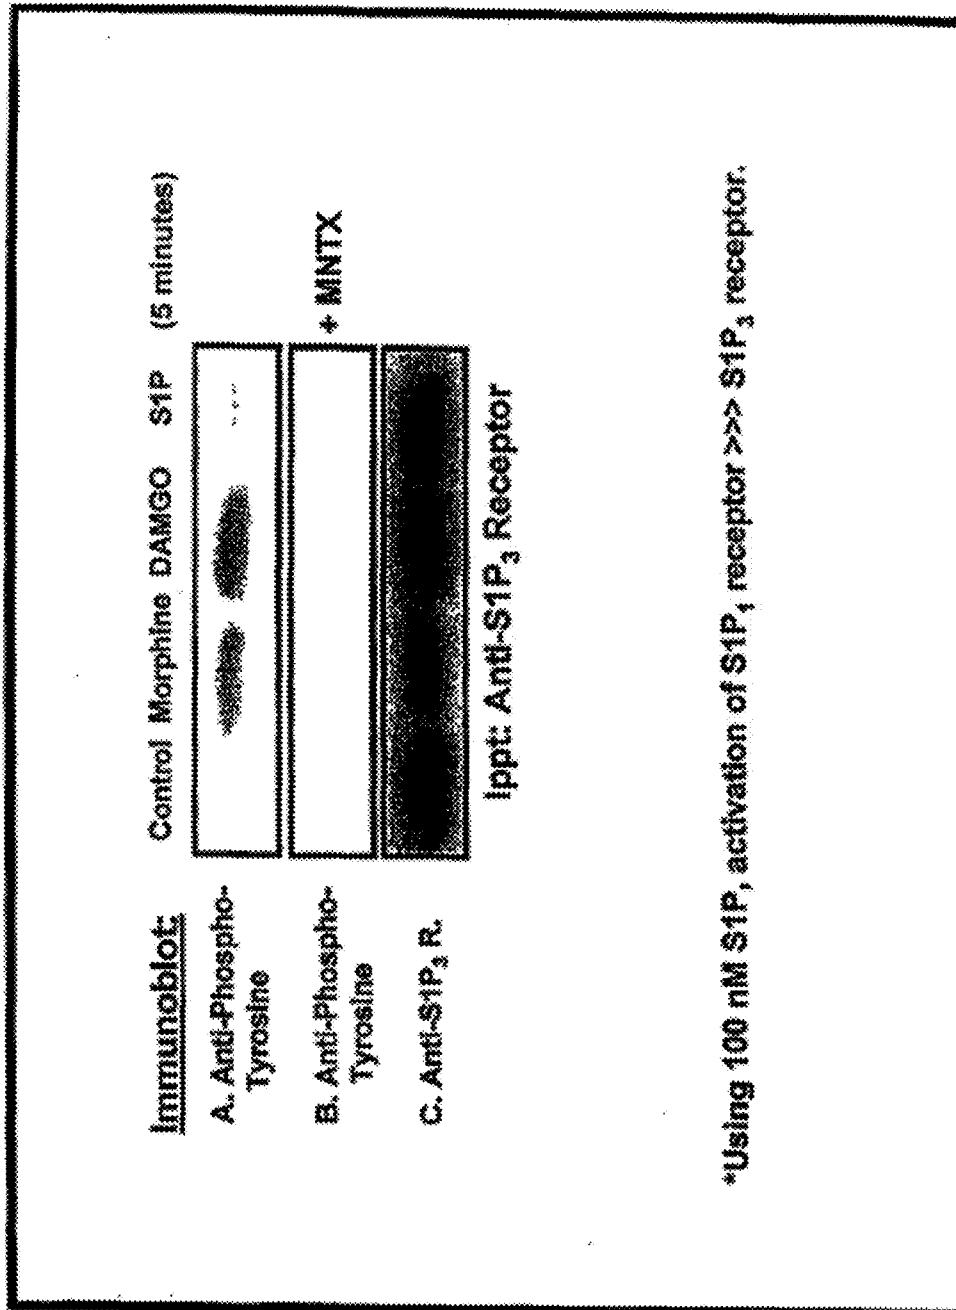 Immunoblot: Control Morphine DAMGO S1P (5 minutes)
A. Anti-Phospho-
Tyrosine
B. Anti-Phospho-
Tyrosine
+ MNTX
C. Anti-S1P₃ R.
Ippt: Anti-S1P₃ Receptor
*Using 100 nM S1P, activation of S1P₁ receptor >>> S1P₃ receptor.